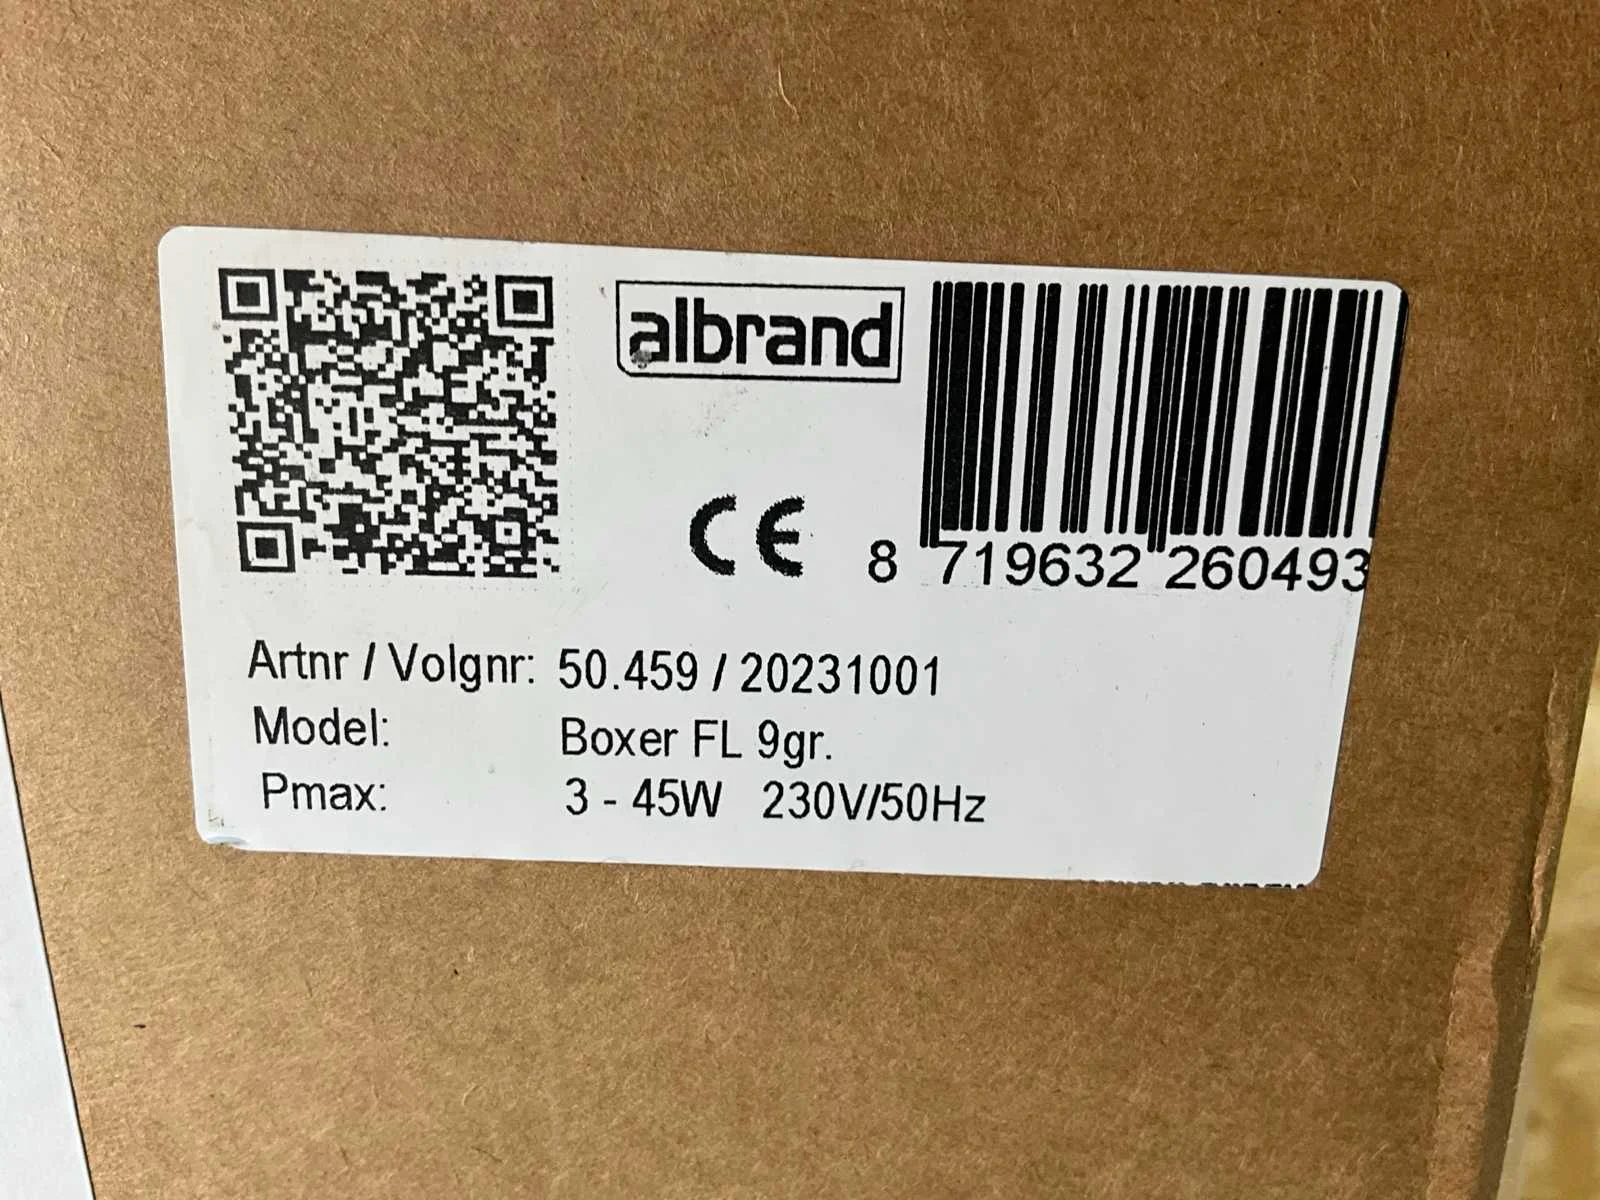 albrand
CE
8 719632 260493
Artnr / Volgnr: 50.459 / 20231001
Model: Boxer FL 9gr.
Pmax: 3 - 45W 230V/50Hz